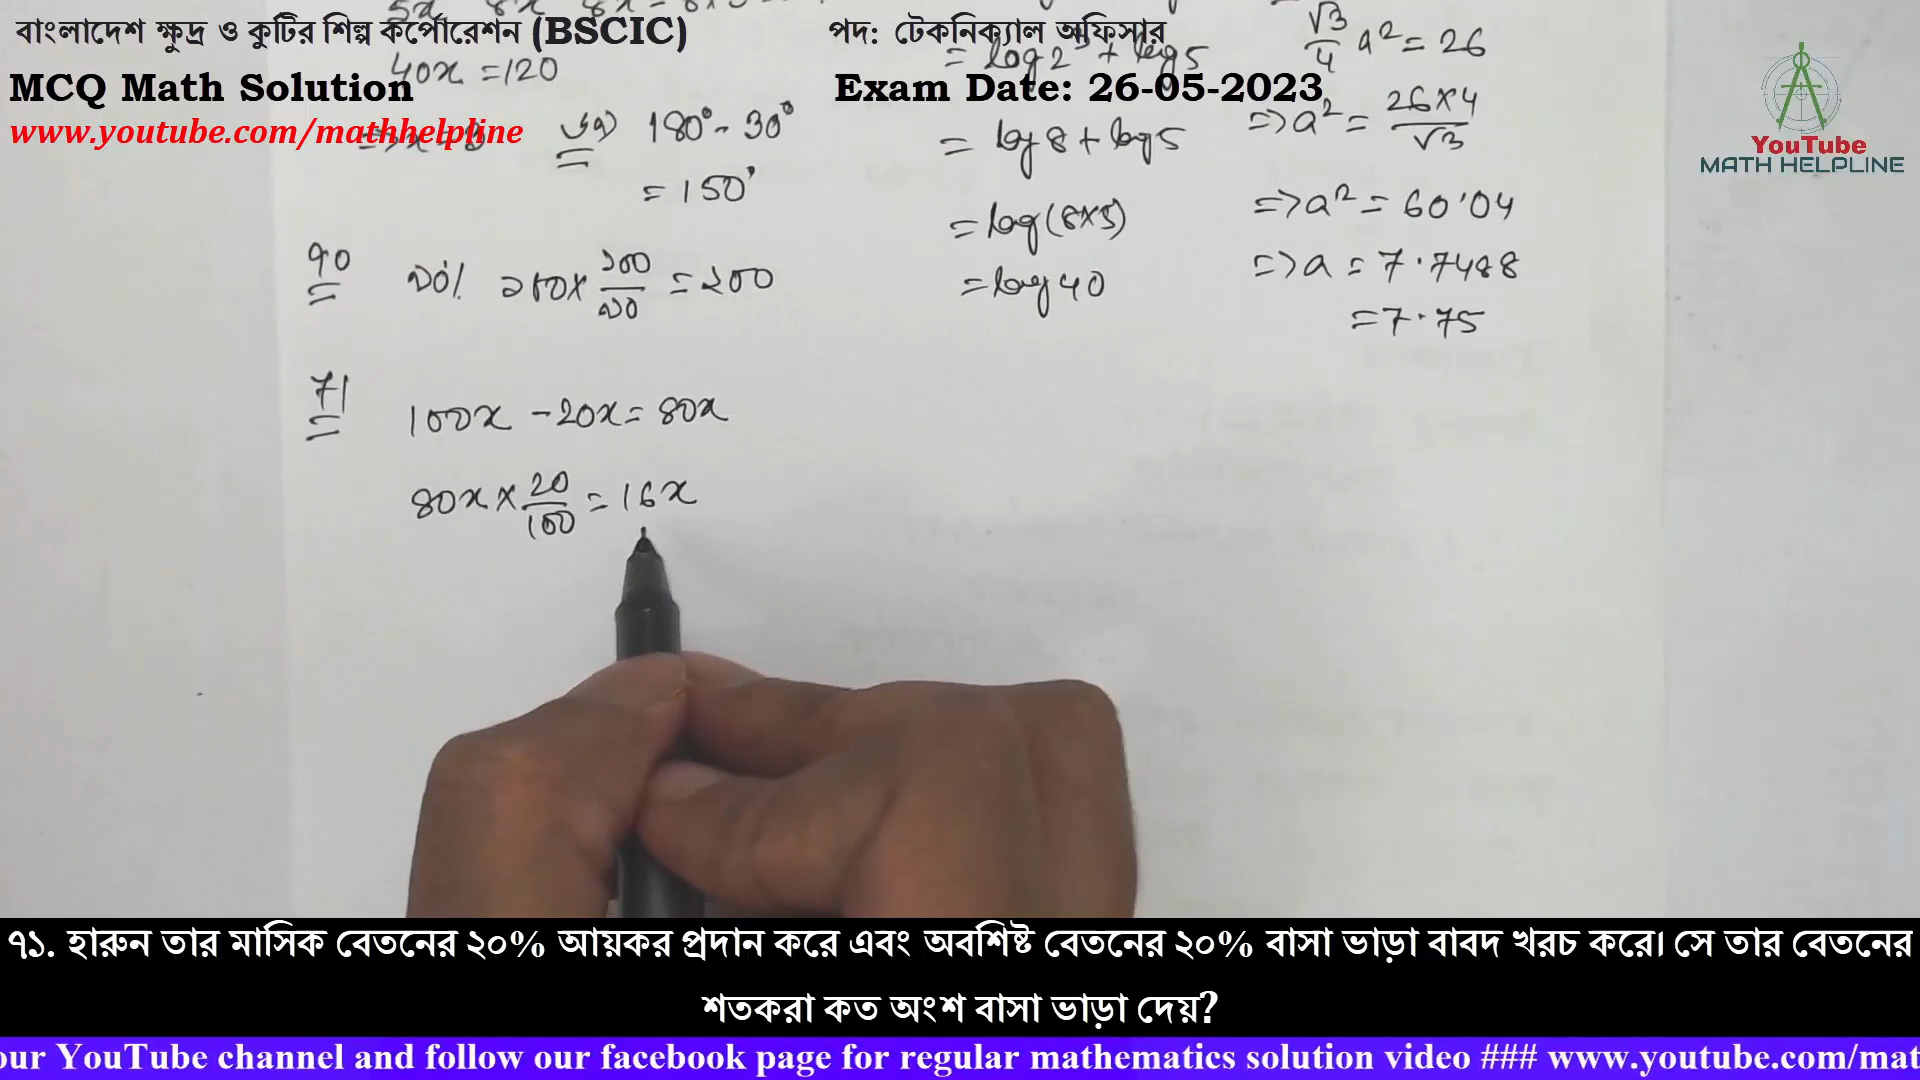 বাংলাদেশ ক্ষুদ্র ও কুটির শিল্প কর্পোরেশন (BSCIC)
পদ: টেকনিক্যাল অফিসার
MCQ Math Solution
Exam Date: 26-05-2023
www.youtube.com/mathhelpline
YouTube
MATH HELPLINE
40x = 120
180° - 30°
= 150°
৭০
২০০
71
100x - 20x = 80x
80x × 20/100 = 16x
= log 8 + log 5
= log (8×5)
= log 40
√3/4 a² = 26
=> a² = 26×4/√3
=> a² = 60.04
=> a = 7.7488
= 7.75
৭১. হারুন তার মাসিক বেতনের ২০% আয়কর প্রদান করে এবং অবশিষ্ট বেতনের ২০% বাসা ভাড়া বাবদ খরচ করে। সে তার বেতনের
শতকরা কত অংশ বাসা ভাড়া দেয়?
our YouTube channel and follow our facebook page for regular mathematics solution video ### www.youtube.com/mat